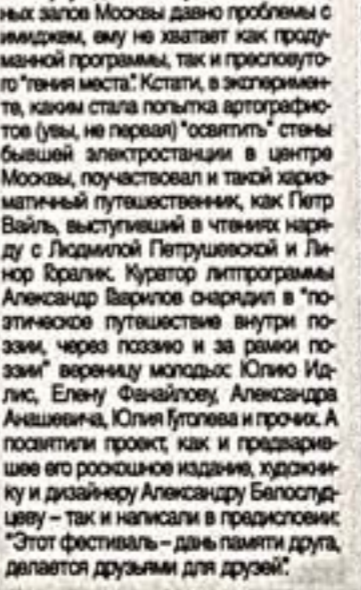 ных залов Москвы давно проблемы с
имиджем, ему не хватает как проду-
манной программы, так и пресловуто-
го "гения места". Кстати, в эксперимен-
те, каким стала попытка артографис-
тов (увы, не первая) "освятить" стены
бывшей электростанции в центре
Москвы, поучаствовал и такой хариз-
матичный путешественник, как Петр
Вайль, выступивший в чтениях наря-
ду с Людмилой Петрушевской и Ли-
нор Горалик. Куратор литпрограммы
Александр Гаврилов снарядил в "по-
этическое путешествие внутри по-
эзии, через поэзию и за рамки по-
эзии" вереницу молодых: Юлию Ид-
лис, Елену Фанайлову, Александра
Анашевича, Юлия Гуголева и прочих. А
посвятили проект, как и предварив-
шее его роскошное издание, художни-
ку и дизайнеру Александру Белослуд-
цеву – так и написали в предисловии:
"Этот фестиваль – дань памяти друга,
делается друзьями для друзей".